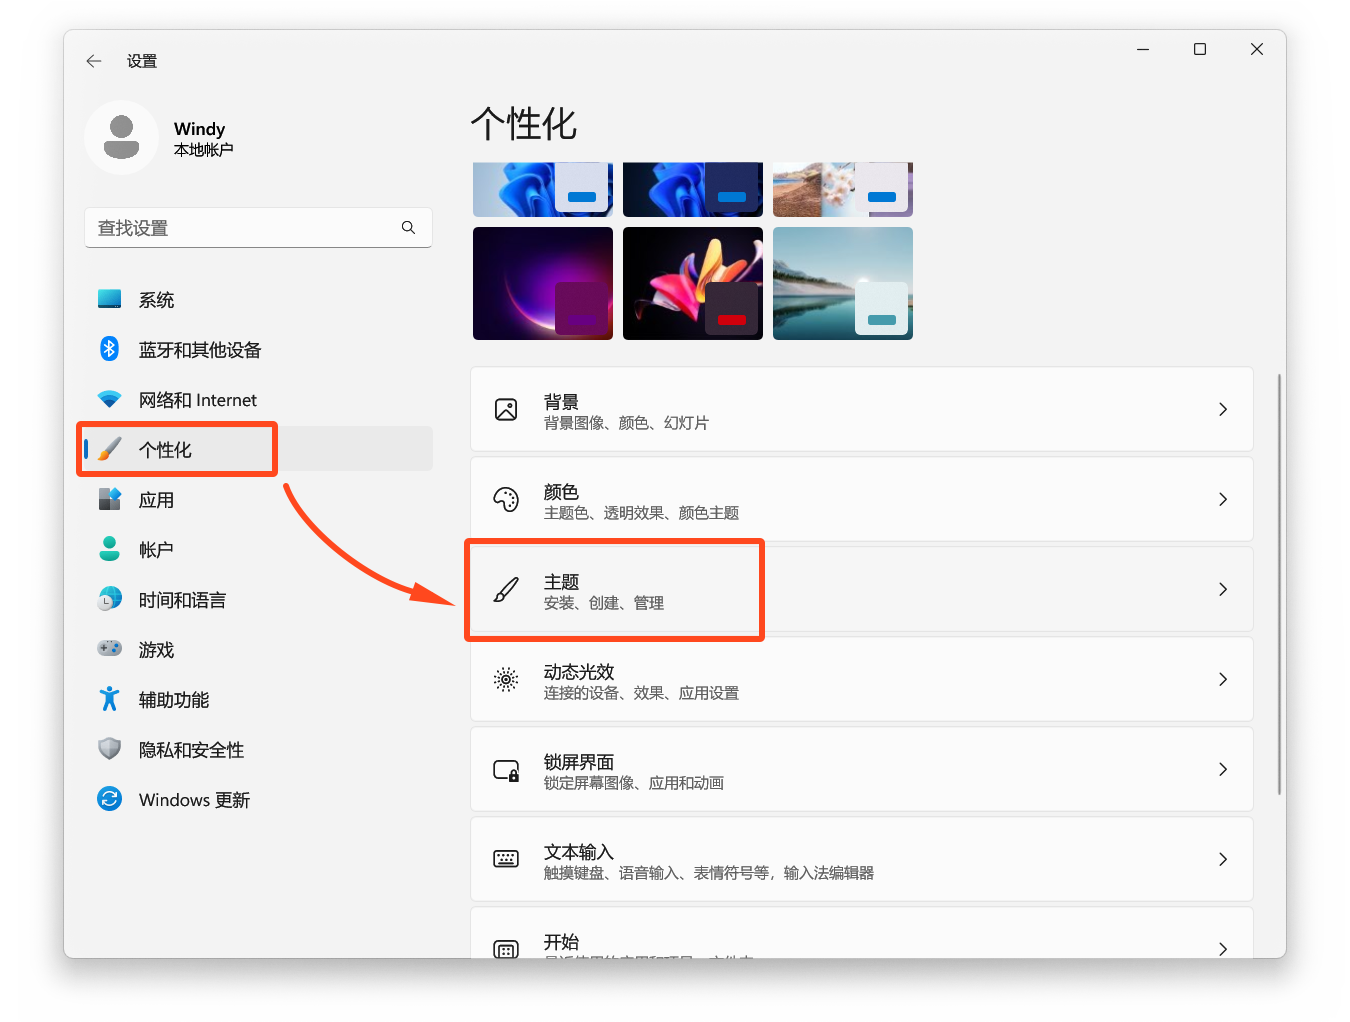 设置
Windy
本地帐户
查找设置
系统
蓝牙和其他设备
网络和 Internet
个性化
应用
帐户
时间和语言
游戏
辅助功能
隐私和安全性
Windows 更新
个性化
背景
背景图像、颜色、幻灯片
颜色
主题色、透明效果、颜色主题
主题
安装、创建、管理
动态光效
连接的设备、效果、应用设置
锁屏界面
锁定屏幕图像、应用和动画
文本输入
触摸键盘、语音输入、表情符号等，输入法编辑器
开始